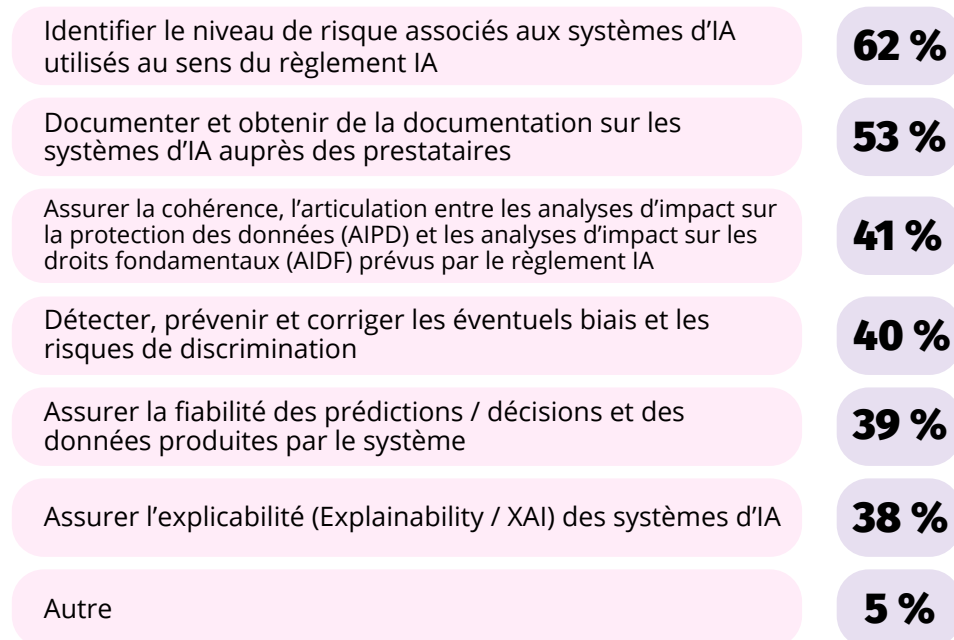 Identifier le niveau de risque associés aux systèmes d’IA
utilisés au sens du règlement IA
62 %
Documenter et obtenir de la documentation sur les
systèmes d’IA auprès des prestataires
53 %
Assurer la cohérence, l’articulation entre les analyses d’impact sur
la protection des données (AIPD) et les analyses d’impact sur les
droits fondamentaux (AIDF) prévus par le règlement IA
41 %
Détecter, prévenir et corriger les éventuels biais et les
risques de discrimination
40 %
Assurer la fiabilité des prédictions / décisions et des
données produites par le système
39 %
Assurer l’explicabilité (Explainability / XAI) des systèmes d’IA
38 %
Autre
5 %